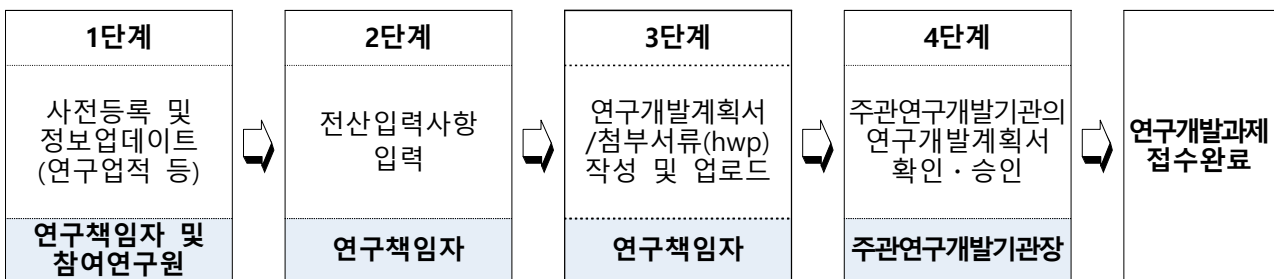 1단계
사전등록 및
정보업데이트
(연구업적 등)
연구책임자 및
참여연구원
2단계
전산입력사항
입력
연구책임자
3단계
연구개발계획서
/첨부서류(hwp)
작성 및 업로드
연구책임자
4단계
주관연구개발기관의
연구개발계획서
확인・승인
주관연구개발기관장
연구개발과제
접수완료